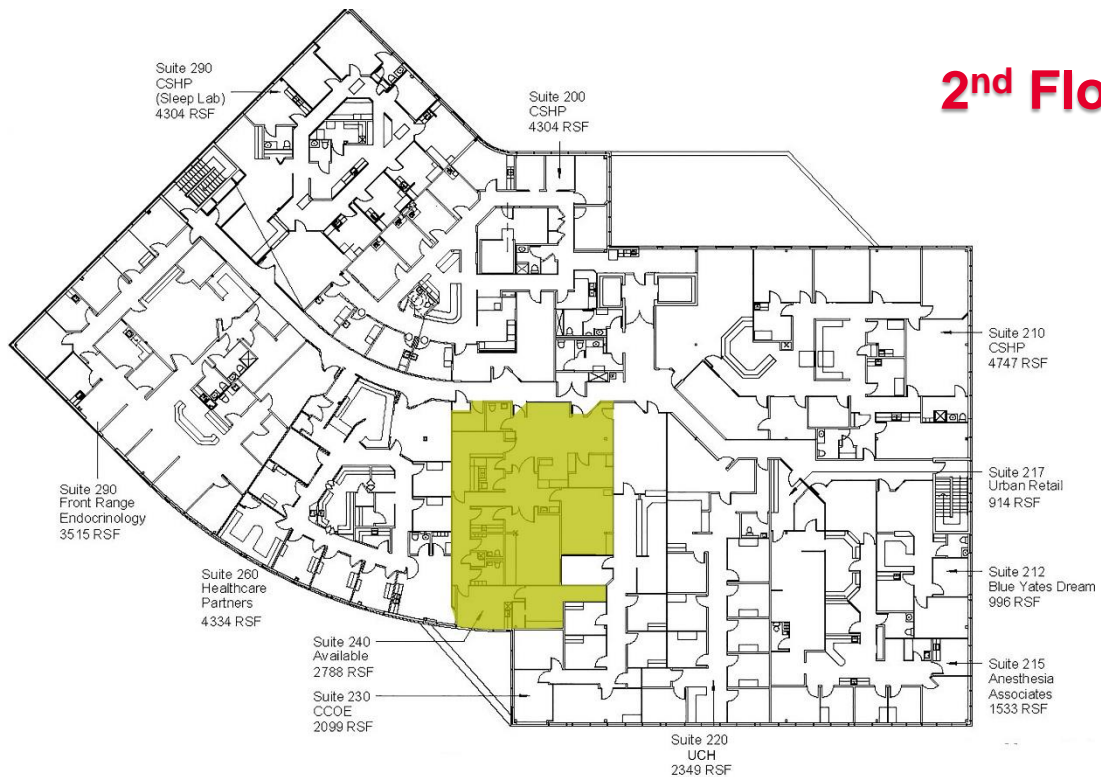 2nd Flo
Suite 290
CSHP
(Sleep Lab)
4304 RSF
Suite 200
CSHP
4304 RSF
Suite 210
CSHP
4747 RSF
Suite 217
Urban Retail
914 RSF
Suite 290
Front Range
Endocrinology
3515 RSF
Suite 260
Healthcare
Partners
4334 RSF
Suite 212
Blue Yates Dream
996 RSF
Suite 240
Available
2788 RSF
Suite 215
Anesthesia
Associates
1533 RSF
Suite 230
CCOE
2099 RSF
Suite 220
UCH
2349 RSF